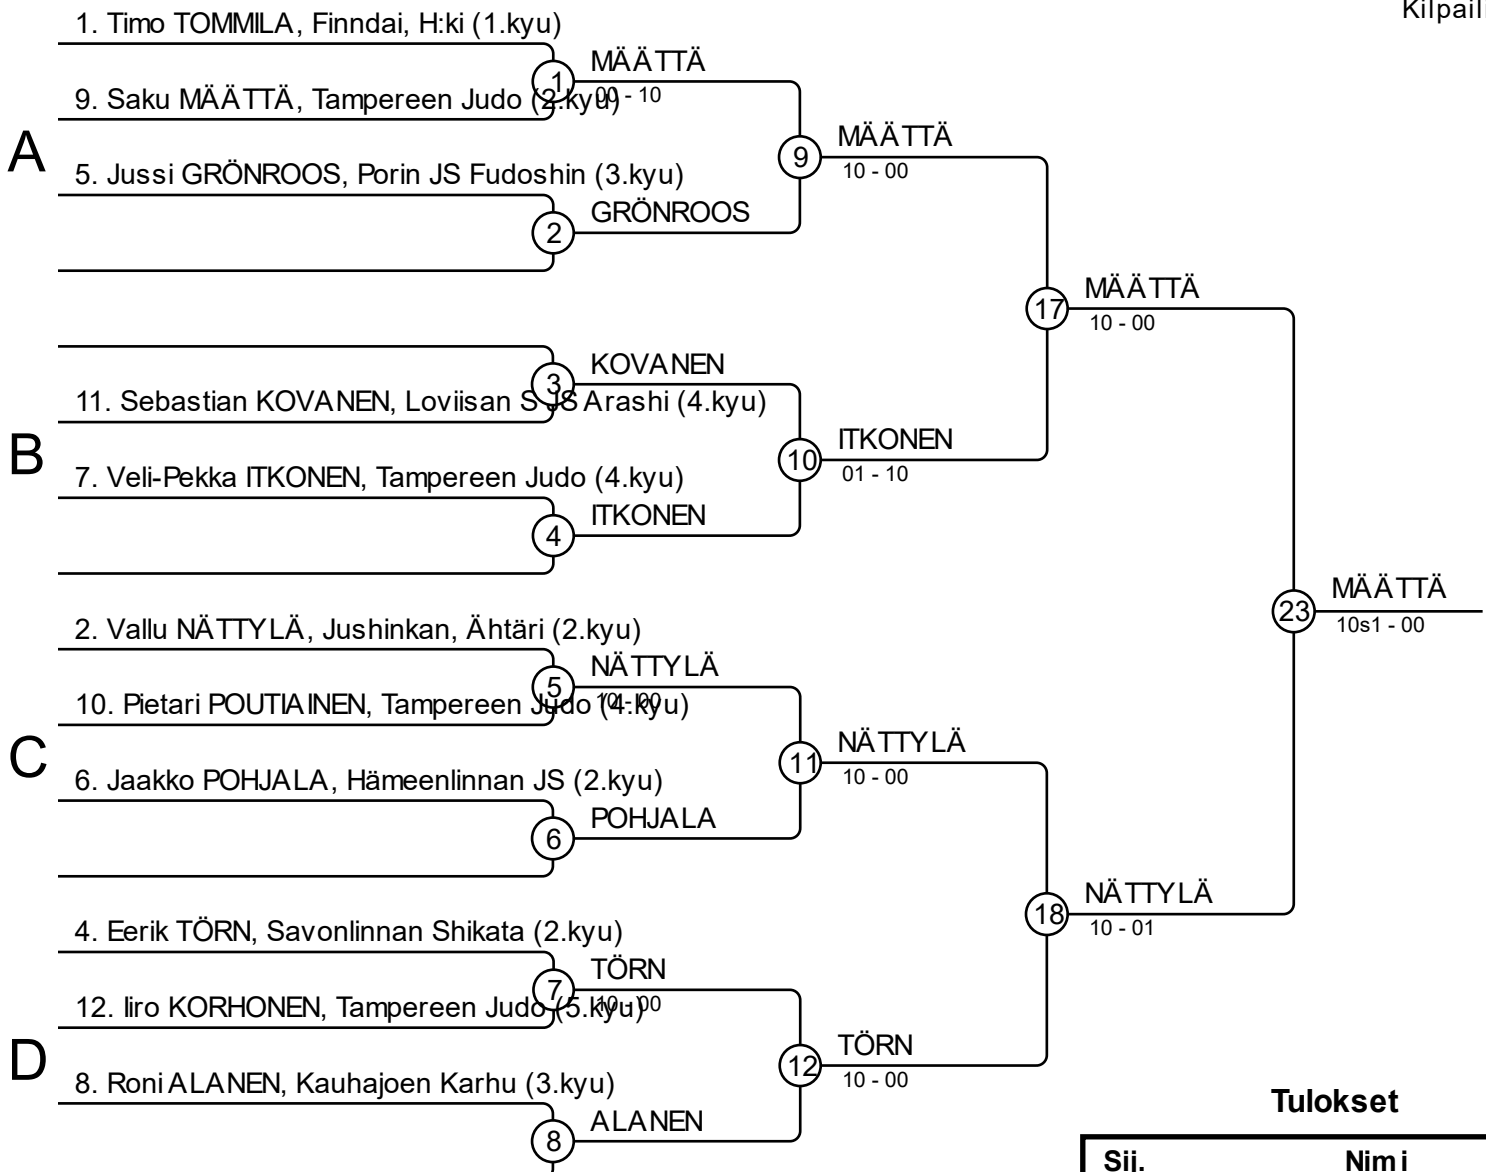 Kilpaili
1. Timo TOMMILA, Finndai, H:ki (1.kyu)
1
MÄÄTTÄ
00 - 10
9. Saku MÄÄTTÄ, Tampereen Judo (2.kyu)
A
9
MÄÄTTÄ
10 - 00
5. Jussi GRÖNROOS, Porin JS Fudoshin (3.kyu)
2
GRÖNROOS
17
MÄÄTTÄ
10 - 00
3
KOVANEN
11. Sebastian KOVANEN, Loviisan S JS Arashi (4.kyu)
B
10
ITKONEN
01 - 10
7. Veli-Pekka ITKONEN, Tampereen Judo (4.kyu)
4
ITKONEN
23
MÄÄTTÄ
10s1 - 00
2. Vallu NÄTTYLÄ, Jushinkan, Ähtäri (2.kyu)
5
NÄTTYLÄ
10 - 00
10. Pietari POUTIAINEN, Tampereen Judo (4.kyu)
C
11
NÄTTYLÄ
10 - 00
6. Jaakko POHJALA, Hämeenlinnan JS (2.kyu)
6
POHJALA
18
NÄTTYLÄ
10 - 01
4. Eerik TÖRN, Savonlinnan Shikata (2.kyu)
7
TÖRN
10 - 00
12. Iiro KORHONEN, Tampereen Judo (5.kyu)
D
12
TÖRN
10 - 00
8. Roni ALANEN, Kauhajoen Karhu (3.kyu)
8
ALANEN
Tulokset
Sij. Nimi